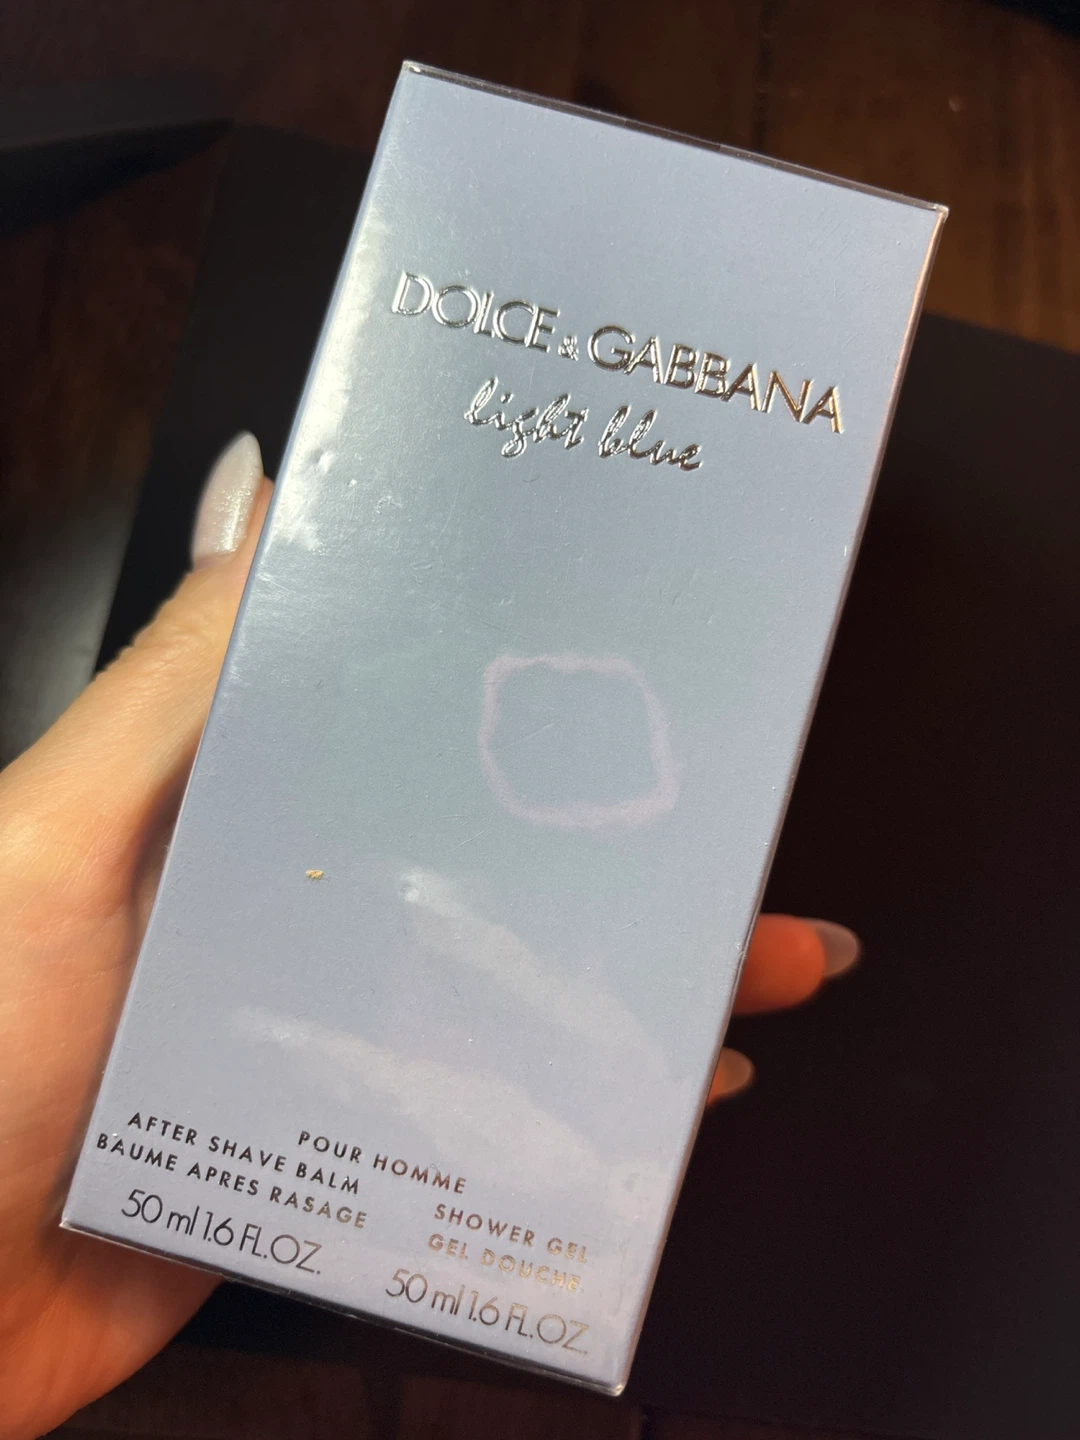 DOLCE & GABBANA
light blue
POUR HOMME
AFTER SHAVE BALM
BAUME APRES RASAGE
50 ml 1.6 FL.OZ.
SHOWER GEL
GEL DOUCHE
50 ml 1.6 FL.OZ.